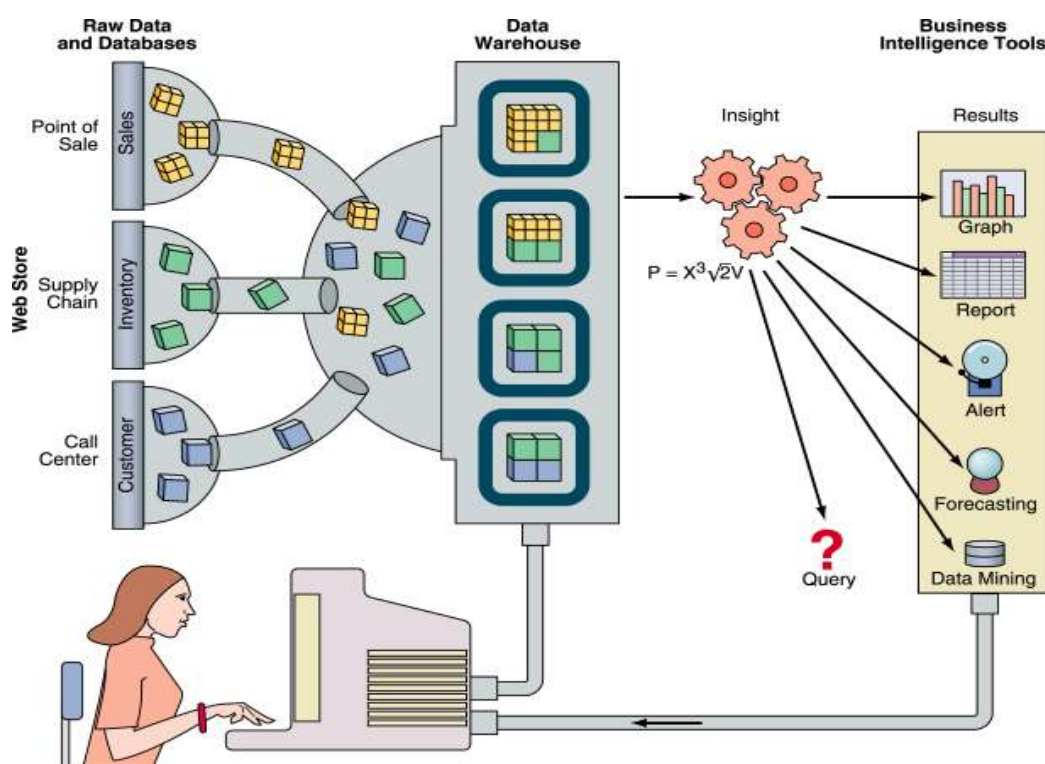 Raw Data
and Databases
Data
Warehouse
Business
Intelligence Tools
Web Store
Point of
Sale
Sales
Supply
Chain
Inventory
Call
Center
Customer
Insight
P = X³√2V
Results
Graph
Report
Alert
Forecasting
Data Mining
?
Query